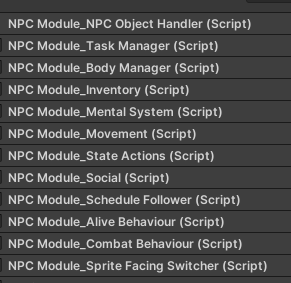 NPC Module_NPC Object Handler (Script)
NPC Module_Task Manager (Script)
NPC Module_Body Manager (Script)
NPC Module_Inventory (Script)
NPC Module_Mental System (Script)
NPC Module_Movement (Script)
NPC Module_State Actions (Script)
NPC Module_Social (Script)
NPC Module_Schedule Follower (Script)
NPC Module_Alive Behaviour (Script)
NPC Module_Combat Behaviour (Script)
NPC Module_Sprite Facing Switcher (Script)